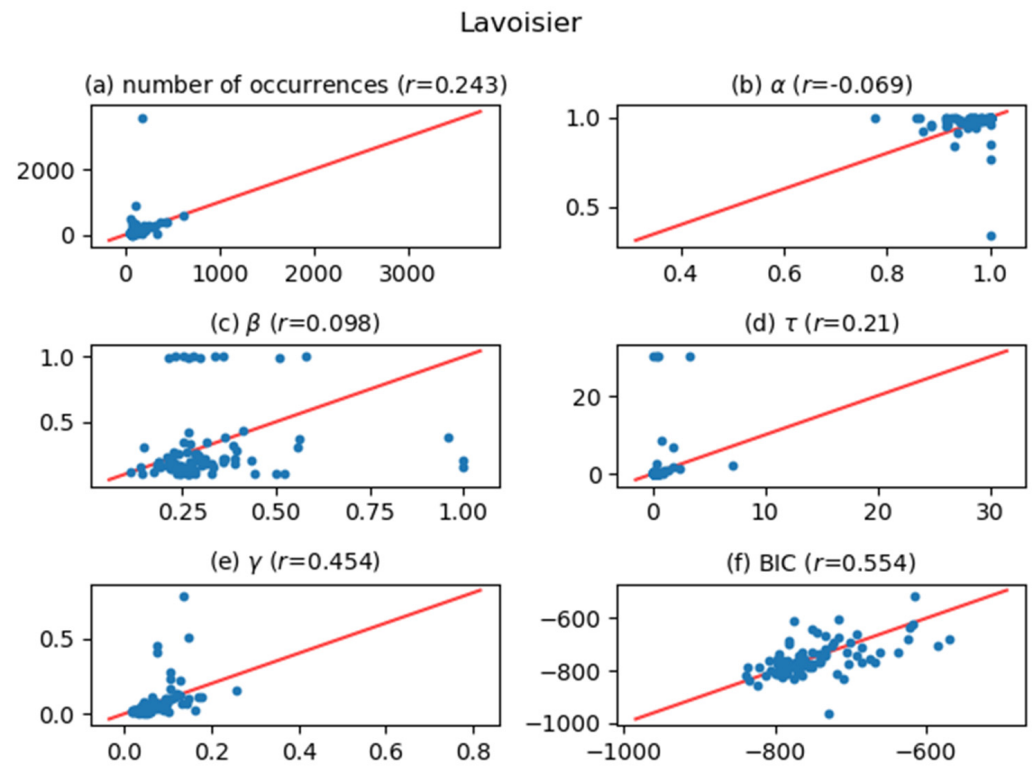 Lavoisier
(a) number of occurrences (r=0.243)
2000
0
0 1000 2000 3000
(b) α (r=-0.069)
1.0
0.5
0.4 0.6 0.8 1.0
(c) β (r=0.098)
1.0
0.5
0.25 0.50 0.75 1.00
(d) τ (r=0.21)
20
0
0 10 20 30
(e) γ (r=0.454)
0.5
0.0
0.0 0.2 0.4 0.6 0.8
(f) BIC (r=0.554)
−600
−800
−1000
−1000 −800 −600